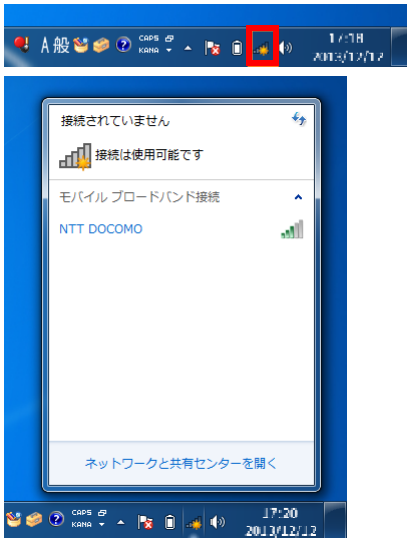 A 般 CAPS
KANA
17:18
2013/12/12
接続されていません
接続は使用可能です
モバイル ブロードバンド接続
NTT DOCOMO
ネットワークと共有センターを開く
CAPS
KANA
17:20
2013/12/12